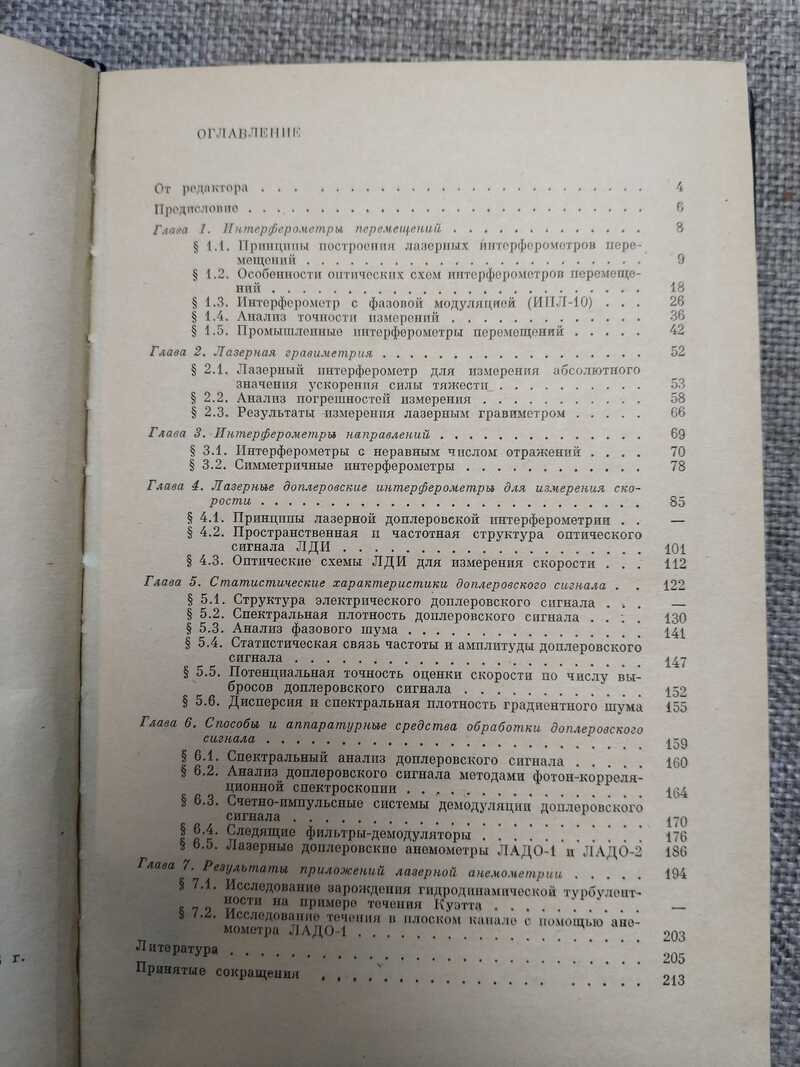 ОГЛАВЛЕНИЕ
От редактора . . . . . . . . . . . . . . . . . . . . . . . . . . 4
Предисловие . . . . . . . . . . . . . . . . . . . . . . . . . . 6
Глава 1. Интерферометры перемещений . . . . . . . . . . . . . . 8
§ 1.1. Принципы построения лазерных интерферометров пере-
мещений . . . . . . . . . . . . . . . . . . . . . . . . 9
§ 1.2. Особенности оптических схем интерферометров перемеще-
ний . . . . . . . . . . . . . . . . . . . . . . . . . . 18
§ 1.3. Интерферометр с фазовой модуляцией (ИПЛ-10) . . . 26
§ 1.4. Анализ точности измерений . . . . . . . . . . . . . . 36
§ 1.5. Промышленные интерферометры перемещений . . . . . 42
Глава 2. Лазерная гравиметрия . . . . . . . . . . . . . . . . . . . 52
§ 2.1. Лазерный интерферометр для измерения абсолютного
значения ускорения силы тяжести . . . . . . . . . . . 53
§ 2.2. Анализ погрешностей измерения . . . . . . . . . . . . 58
§ 2.3. Результаты измерения лазерным гравиметром . . . . . 66
Глава 3. Интерферометры направлений . . . . . . . . . . . . . . . 69
§ 3.1. Интерферометры с неравным числом отражений . . . . 70
§ 3.2. Симметричные интерферометры . . . . . . . . . . . . . 78
Глава 4. Лазерные доплеровские интерферометры для измерения ско-
рости . . . . . . . . . . . . . . . . . . . . . . . . . . . 85
§ 4.1. Принципы лазерной доплеровской интерферометрии . . —
§ 4.2. Пространственная и частотная структура оптического
сигнала ЛДИ . . . . . . . . . . . . . . . . . . . . . . 101
§ 4.3. Оптические схемы ЛДИ для измерения скорости . . . 112
Глава 5. Статистические характеристики доплеровского сигнала . . 122
§ 5.1. Структура электрического доплеровского сигнала . . . —
§ 5.2. Спектральная плотность доплеровского сигнала . . . . 130
§ 5.3. Анализ фазового шума . . . . . . . . . . . . . . . . . 141
§ 5.4. Статистическая связь частоты и амплитуды доплеровского
сигнала . . . . . . . . . . . . . . . . . . . . . . . . . 147
§ 5.5. Потенциальная точность оценки скорости по числу вы-
бросов доплеровского сигнала . . . . . . . . . . . . . 152
§ 5.6. Дисперсия и спектральная плотность градиентного шума 155
Глава 6. Способы и аппаратурные средства обработки доплеровского
сигнала . . . . . . . . . . . . . . . . . . . . . . . . . . . 159
§ 6.1. Спектральный анализ доплеровского сигнала . . . . . 160
§ 6.2. Анализ доплеровского сигнала методами фотон-корреля-
ционной спектроскопии . . . . . . . . . . . . . . . . . 164
§ 6.3. Счетно-импульсные системы демодуляции доплеровского
сигнала . . . . . . . . . . . . . . . . . . . . . . . . . 170
§ 6.4. Следящие фильтры-демодуляторы . . . . . . . . . . . . 176
§ 6.5. Лазерные доплеровские анемометры ЛАДО-1 и ЛАДО-2 186
Глава 7. Результаты приложений лазерной анемометрии . . . . . 194
§ 7.1. Исследование зарождения гидродинамической турбулент-
ности на примере течения Куэтта . . . . . . . . . . . —
§ 7.2. Исследование течения в плоском канале с помощью ане-
мометра ЛАДО-1 . . . . . . . . . . . . . . . . . . . . 203
Литература . . . . . . . . . . . . . . . . . . . . . . . . . . . . 205
Принятые сокращения . . . . . . . . . . . . . . . . . . . . . . 213
г.